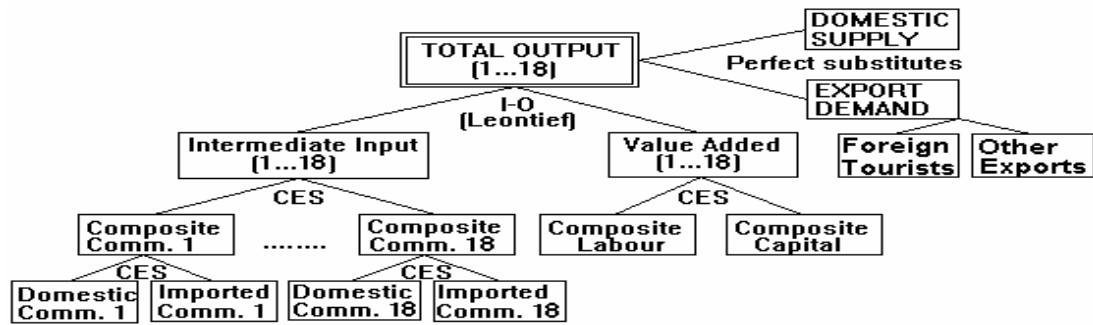 TOTAL OUTPUT
(1...18)
DOMESTIC
SUPPLY
Perfect substitutes
EXPORT
DEMAND
Foreign
Tourists
Other
Exports
I-O
(Leontief)
Intermediate Input
(1...18)
Value Added
(1...18)
CES
CES
Composite
Comm. 1
........
Composite
Comm. 18
Composite
Labour
Composite
Capital
CES
CES
Domestic
Comm. 1
Imported
Comm. 1
Domestic
Comm. 18
Imported
Comm. 18